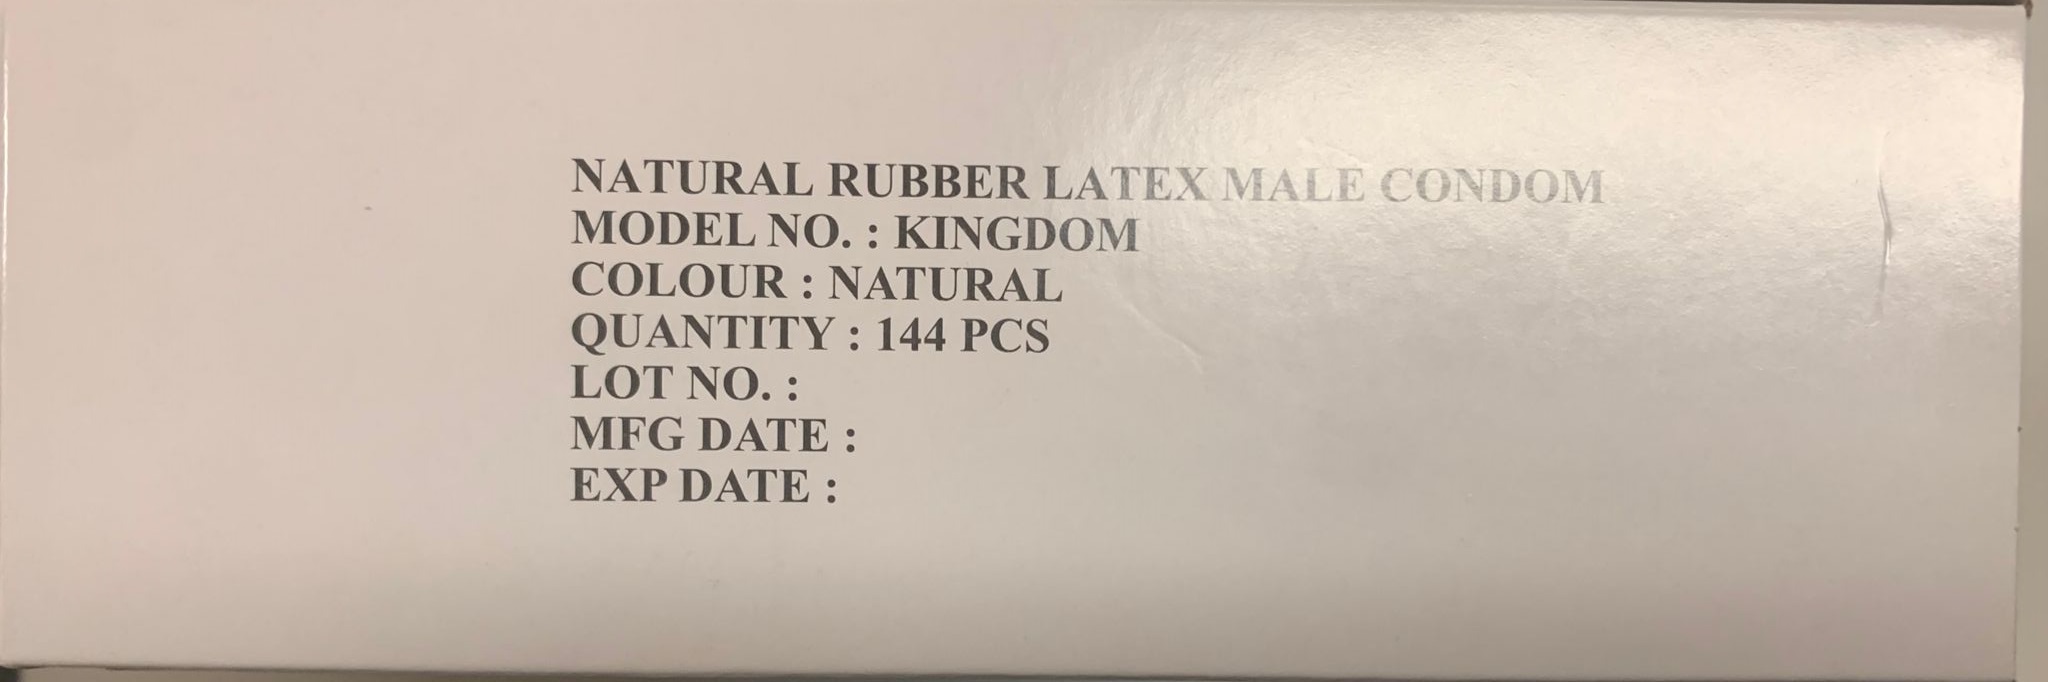 NATURAL RUBBER LATEX MALE CONDOM
MODEL NO. : KINGDOM
COLOUR : NATURAL
QUANTITY : 144 PCS
LOT NO. :
MFG DATE :
EXP DATE :